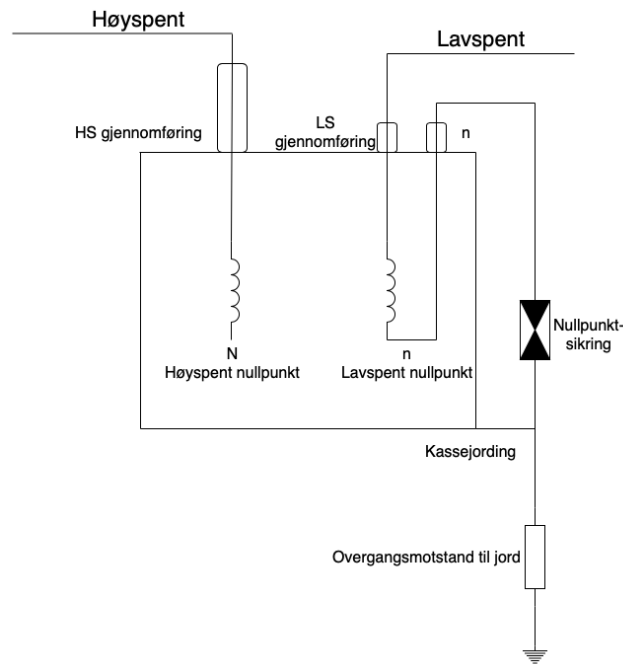 Høyspent
Lavspent
HS gjennomføring
LS
gjennomføring
n
N
Høyspent nullpunkt
n
Lavspent nullpunkt
Nullpunkt-
sikring
Kassejording
Overgangsmotstand til jord